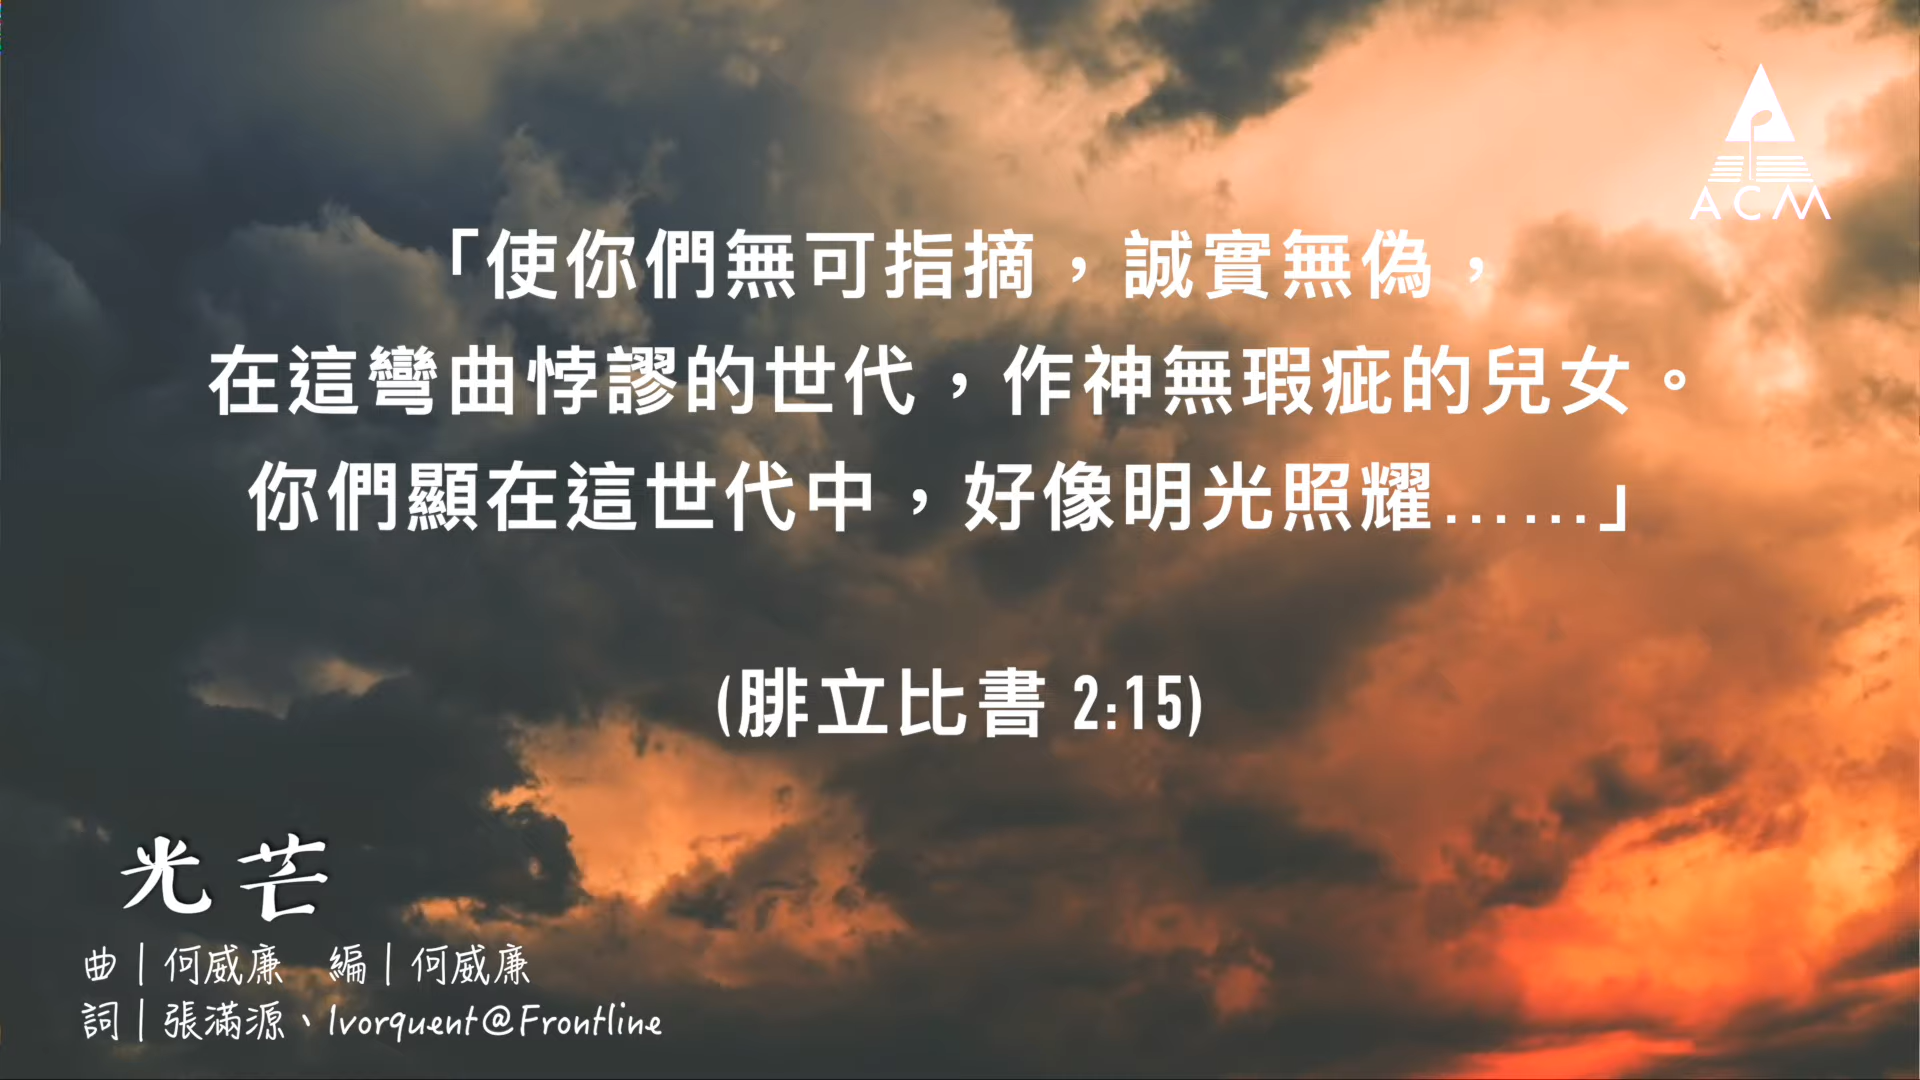 ACM
「使你們無可指摘，誠實無偽，
在這彎曲悖謬的世代，作神無瑕疵的兒女。
你們顯在這世代中，好像明光照耀……」
(腓立比書 2:15)
光芒
曲｜何威廉　編｜何威廉
詞｜張滿源、Ivorquent@Frontline